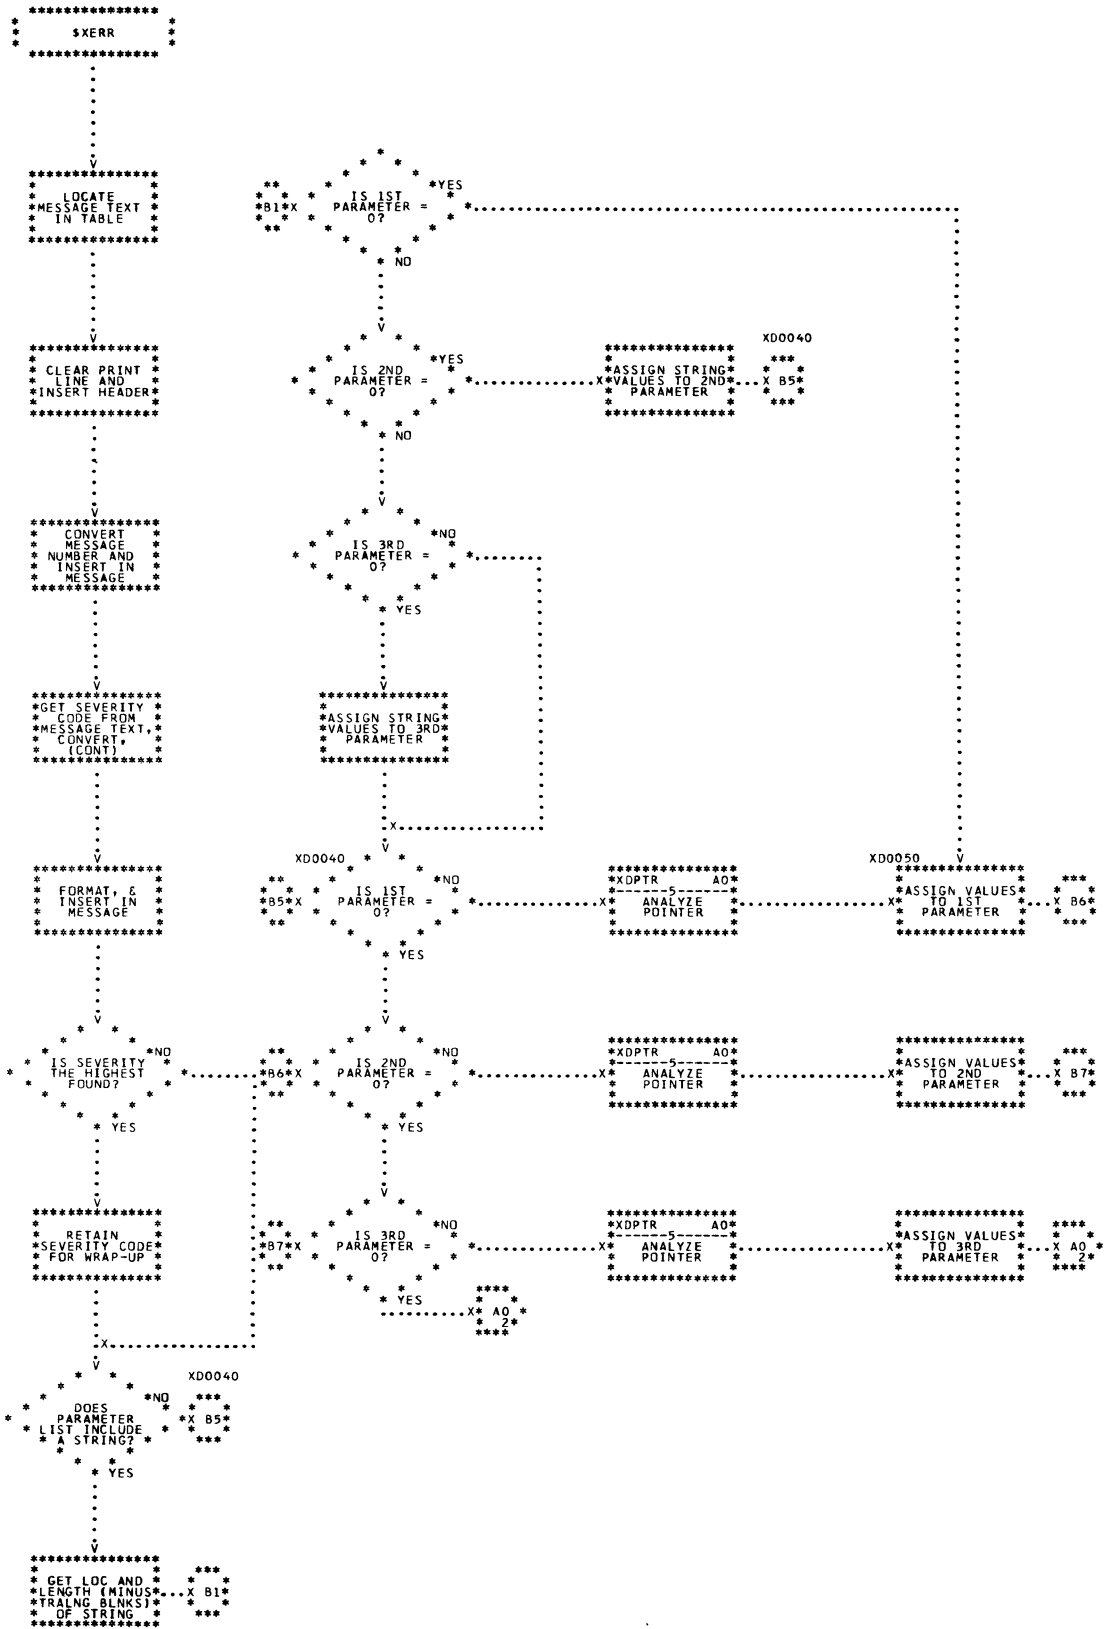 $XERR
LOCATE
MESSAGE TEXT
IN TABLE
CLEAR PRINT
LINE AND
INSERT HEADER
CONVERT
MESSAGE
NUMBER AND
INSERT IN
MESSAGE
GET SEVERITY
CODE FROM
MESSAGE TEXT,
CONVERT,
(CONT)
FORMAT, &
INSERT IN
MESSAGE
IS SEVERITY
THE HIGHEST
FOUND?
NO
YES
RETAIN
SEVERITY CODE
FOR WRAP-UP
X
DOES
PARAMETER
LIST INCLUDE
A STRING?
NO
XD0040
X B5
YES
GET LOC AND
LENGTH (MINUS
TRALNG BLNKS)
OF STRING
X B1
B1 X
IS 1ST
PARAMETER =
0?
YES
NO
IS 2ND
PARAMETER =
0?
YES
X
ASSIGN STRING
VALUES TO 2ND
PARAMETER
XD0040
X B5
NO
IS 3RD
PARAMETER =
0?
NO
YES
ASSIGN STRING
VALUES TO 3RD
PARAMETER
X
XD0040
B5 X
IS 1ST
PARAMETER =
0?
NO
X
XDPTR A0
------5-------
ANALYZE
POINTER
X
XD0050
ASSIGN VALUES
TO 1ST
PARAMETER
X B6
YES
B6 X
IS 2ND
PARAMETER =
0?
NO
X
XDPTR A0
------5-------
ANALYZE
POINTER
X
ASSIGN VALUES
TO 2ND
PARAMETER
X B7
YES
B7 X
IS 3RD
PARAMETER =
0?
NO
X
XDPTR A0
------5-------
ANALYZE
POINTER
X
ASSIGN VALUES
TO 3RD
PARAMETER
X A0
2
YES
X A0
2